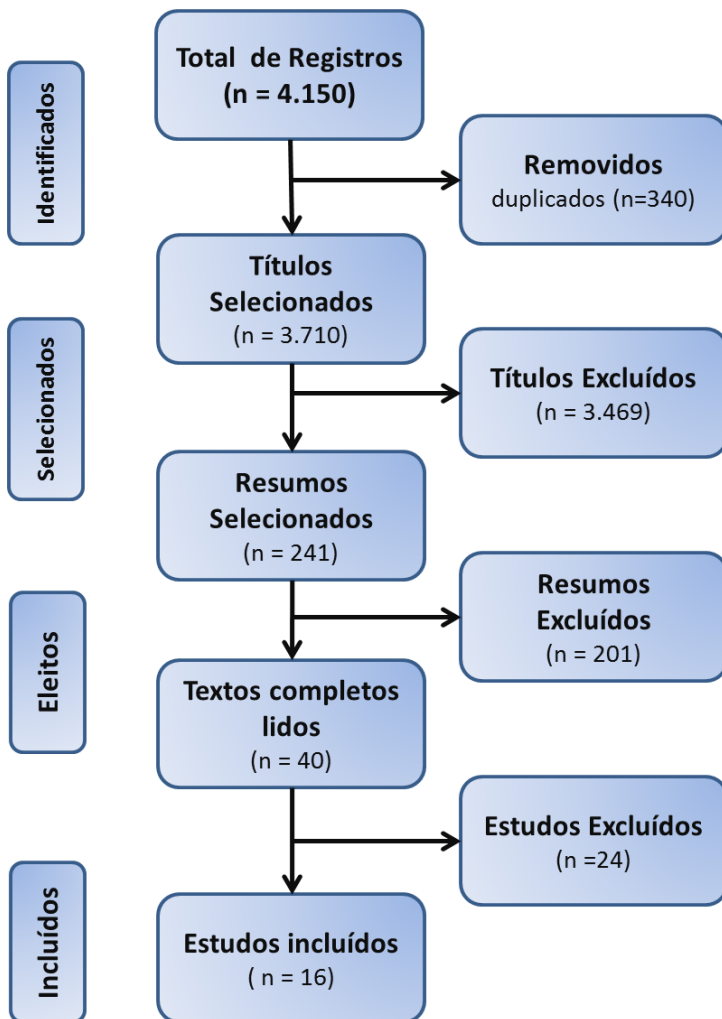 Identificados
Total de Registros
(n = 4.150)
Removidos
duplicados (n=340)
Títulos
Selecionados
(n = 3.710)
Selecionados
Títulos Excluídos
(n = 3.469)
Resumos
Selecionados
(n = 241)
Eleitos
Resumos
Excluídos
(n = 201)
Textos completos
lidos
(n = 40)
Estudos Excluídos
(n =24)
Incluídos
Estudos incluídos
( n = 16)